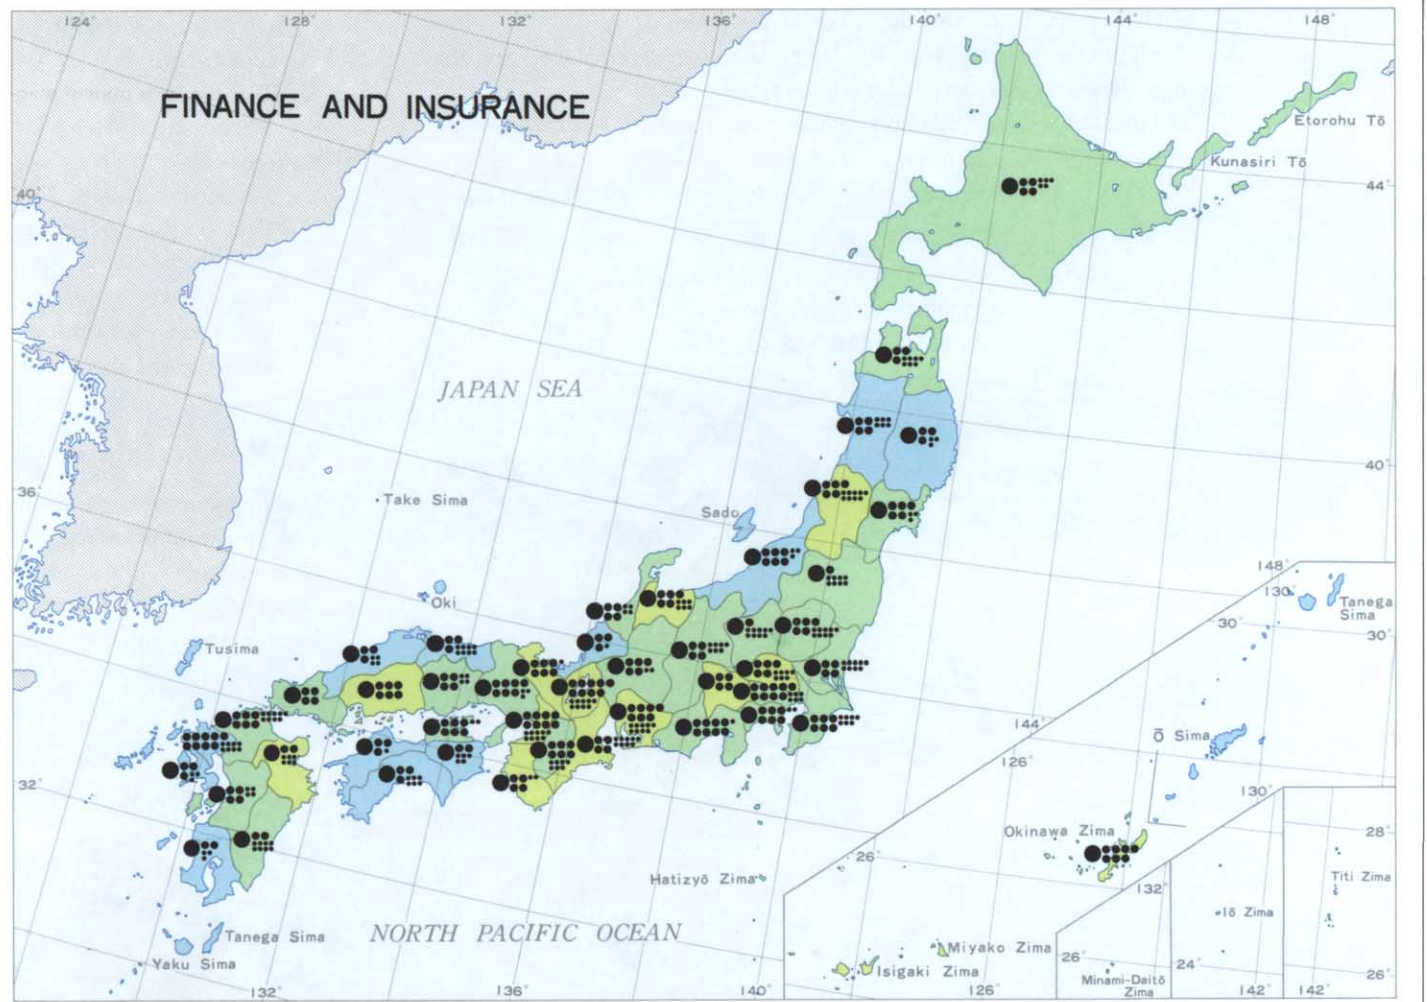 124° 128° 132° 136° 140° 144° 148°
FINANCE AND INSURANCE
Etorohu Tō
Kunasiri Tō
44°
40°
JAPAN SEA
40°
36°
Take Sima
Sado
148°
130°
Oki
Tanega
Sima
30°
30°
Tusima
144°
Ō Sima
126°
32°
130°
Okinawa Zima
28°
26°
Hatizyō Zima
132°
Titi Zima
Iō Zima
Tanega Sima
NORTH PACIFIC OCEAN
Miyako Zima
Yaku Sima
Isigaki Zima
26°
24°
26°
Minami-Daitō
Zima
132° 136° 140° 126° 142° 142°